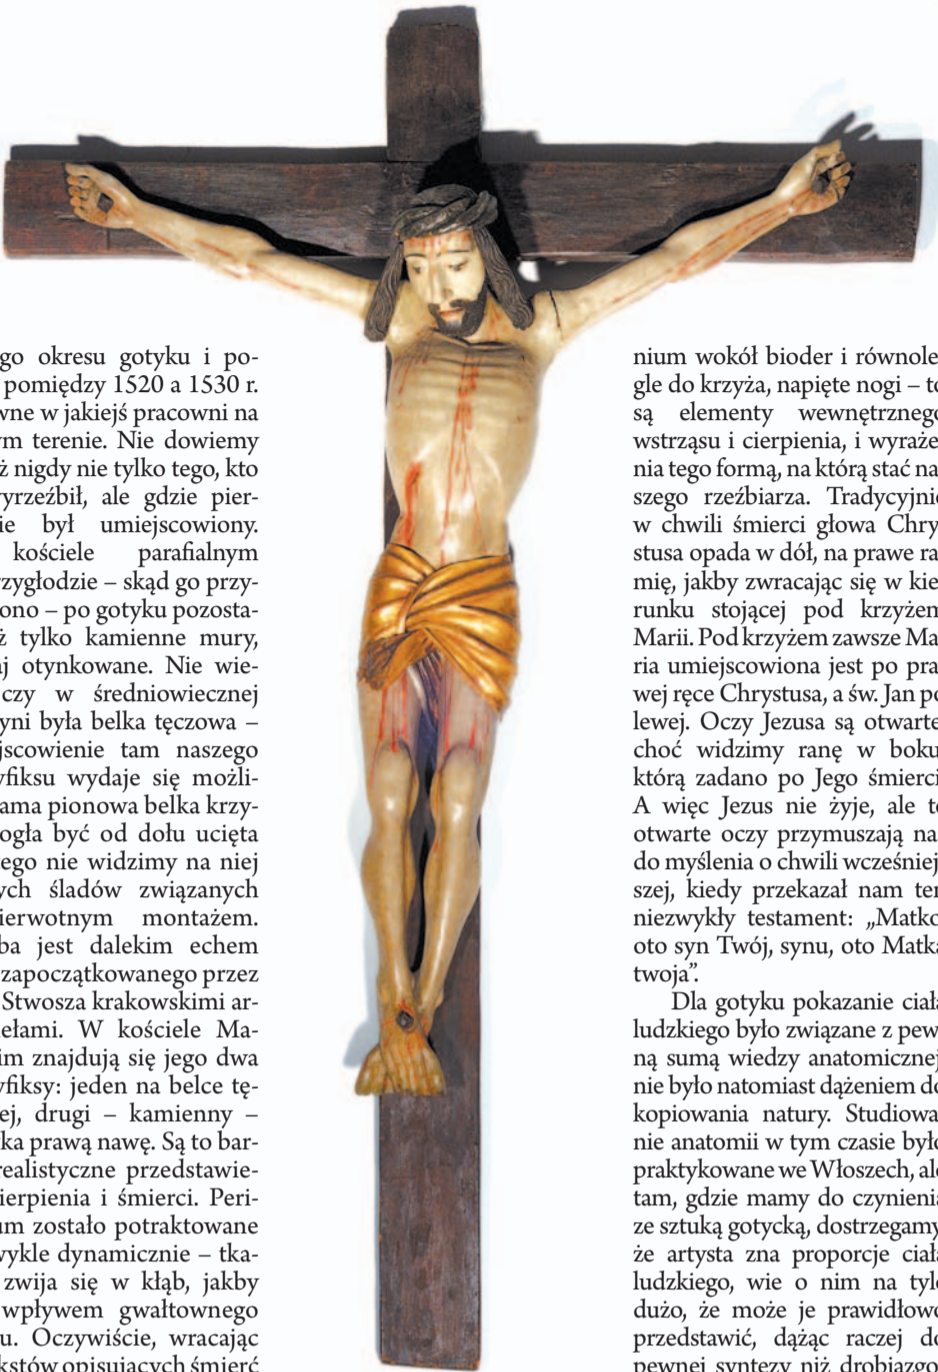 go okresu gotyku i po-
pomiędzy 1520 a 1530 r.
wne w jakiejś pracowni na
ym terenie. Nie dowiemy
ż nigdy nie tylko tego, kto
yrzeźbił, ale gdzie pier-
ie był umiejscowiony.
kościele parafialnym
rzygłodzie – skąd go przy-
ono – po gotyku pozosta-
ż tylko kamienne mury,
aj otynkowane. Nie wie-
czy w średniowiecznej
yni była belka tęczowa –
jscowienie tam naszego
yfiksu wydaje się możli-
ama pionowa belka krzy-
ogła być od dołu ucięta
tego nie widzimy na niej
ych śladów związanych
ierwotnym montażem.
ba jest dalekim echem
zapoczątkowanego przez
Stwosza krakowskimi ar-
ełami. W kościele Ma-
im znajdują się jego dwa
yfiksy: jeden na belce tę-
ej, drugi – kamienny –
ka prawą nawę. Są to bar-
realistyczne przedstawie-
ierpienia i śmierci. Peri-
um zostało potraktowane
wykle dynamicznie – tka-
zwija się w kłąb, jakby
wpływem gwałtownego
u. Oczywiście, wracając
kstów opisujących śmierć
nium wokół bioder i równole-
gle do krzyża, napięte nogi – to
są elementy wewnętrznego
wstrząsu i cierpienia, i wyraże-
nia tego formą, na którą stać na-
szego rzeźbiarza. Tradycyjnie
w chwili śmierci głowa Chry-
stusa opada w dół, na prawe ra-
mię, jakby zwracając się w kie-
runku stojącej pod krzyżem
Marii. Pod krzyżem zawsze Ma-
ria umiejscowiona jest po pra-
wej ręce Chrystusa, a św. Jan po
lewej. Oczy Jezusa są otwarte,
choć widzimy ranę w boku,
którą zadano po Jego śmierci.
A więc Jezus nie żyje, ale te
otwarte oczy przymuszają nas
do myślenia o chwili wcześniej-
szej, kiedy przekazał nam ten
niezwykły testament: „Matko,
oto syn Twój, synu, oto Matka
twoja”.
Dla gotyku pokazanie ciała
ludzkiego było związane z pew-
ną sumą wiedzy anatomicznej,
nie było natomiast dążeniem do
kopiowania natury. Studiowa-
nie anatomii w tym czasie było
praktykowane we Włoszech, ale
tam, gdzie mamy do czynienia
ze sztuką gotycką, dostrzegamy,
że artysta zna proporcje ciała
ludzkiego, wie o nim na tyle
dużo, że może je prawidłowo
przedstawić, dążąc raczej do
pewnej syntezy niż drobiazgo-